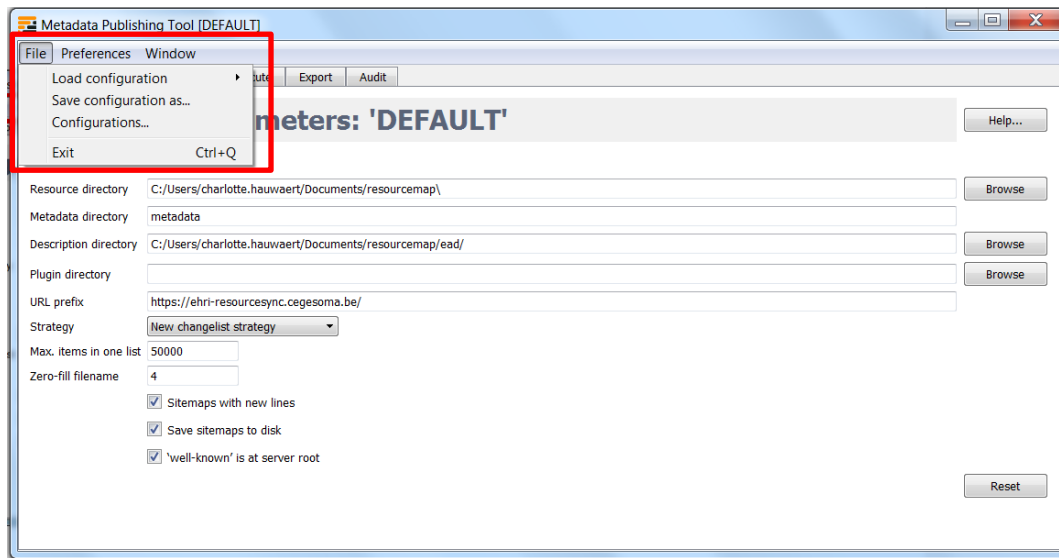 Metadata Publishing Tool [DEFAULT]
File Preferences Window
Load configuration
Save configuration as...
Configurations...
Exit Ctrl+Q
Export Audit
meters: 'DEFAULT'
Help...
Resource directory C:/Users/charlotte.hauwaert/Documents/resourcemap\ Browse
Metadata directory metadata
Description directory C:/Users/charlotte.hauwaert/Documents/resourcemap/ead/ Browse
Plugin directory Browse
URL prefix https://ehri-resourcesync.cegesoma.be/
Strategy New changelist strategy
Max. items in one list 50000
Zero-fill filename 4
Sitemaps with new lines
Save sitemaps to disk
'well-known' is at server root
Reset